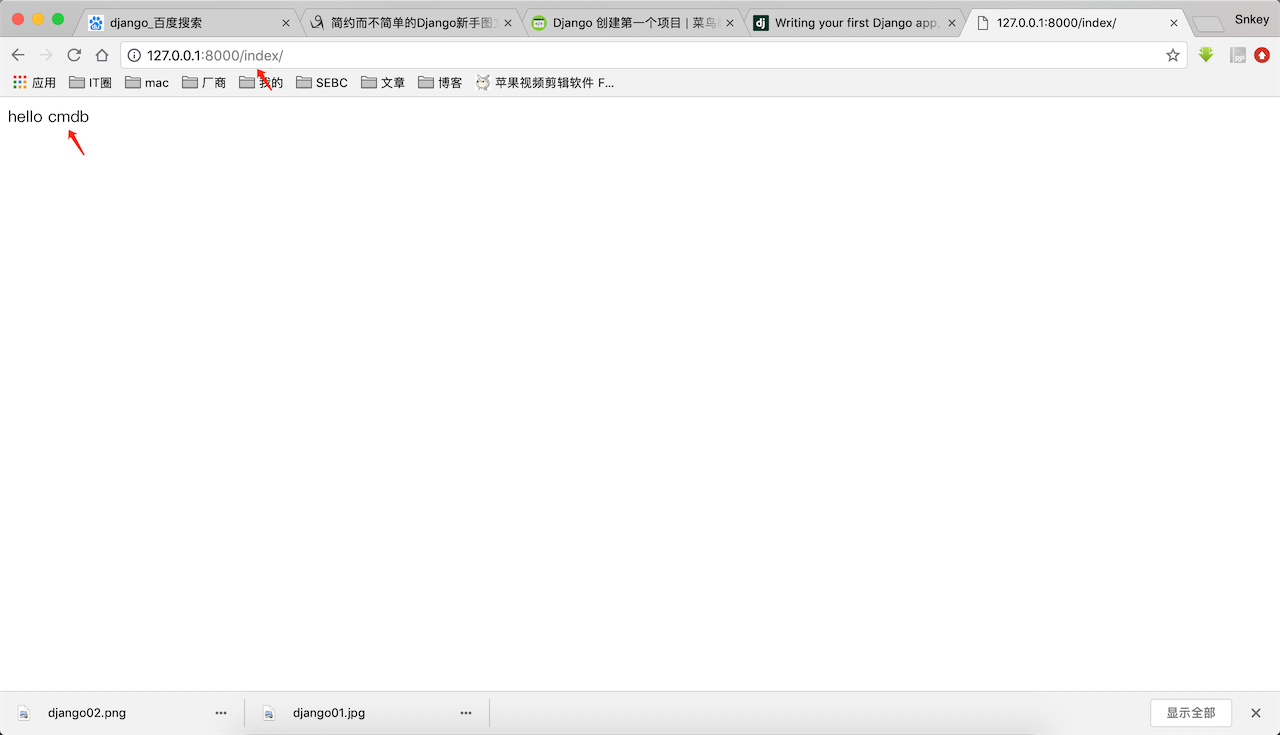 django_百度搜索
简约而不简单的Django新手图文
Django 创建第一个项目 | 菜鸟
Writing your first Django app,
127.0.0.1:8000/index/
Snkey
127.0.0.1:8000/index/
应用 IT圈 mac 厂商 我的 SEBC 文章 博客 苹果视频剪辑软件 F...
hello cmdb
django02.png django01.jpg 显示全部